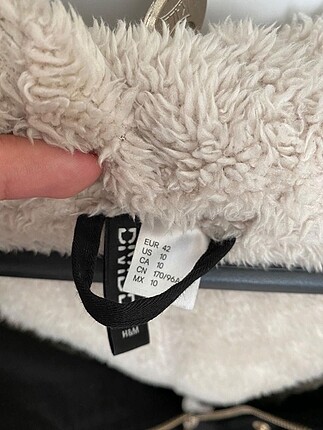 DIVIDED
H&M
EUR 42
US 10
CA 10
CN 170/96A
MX 10